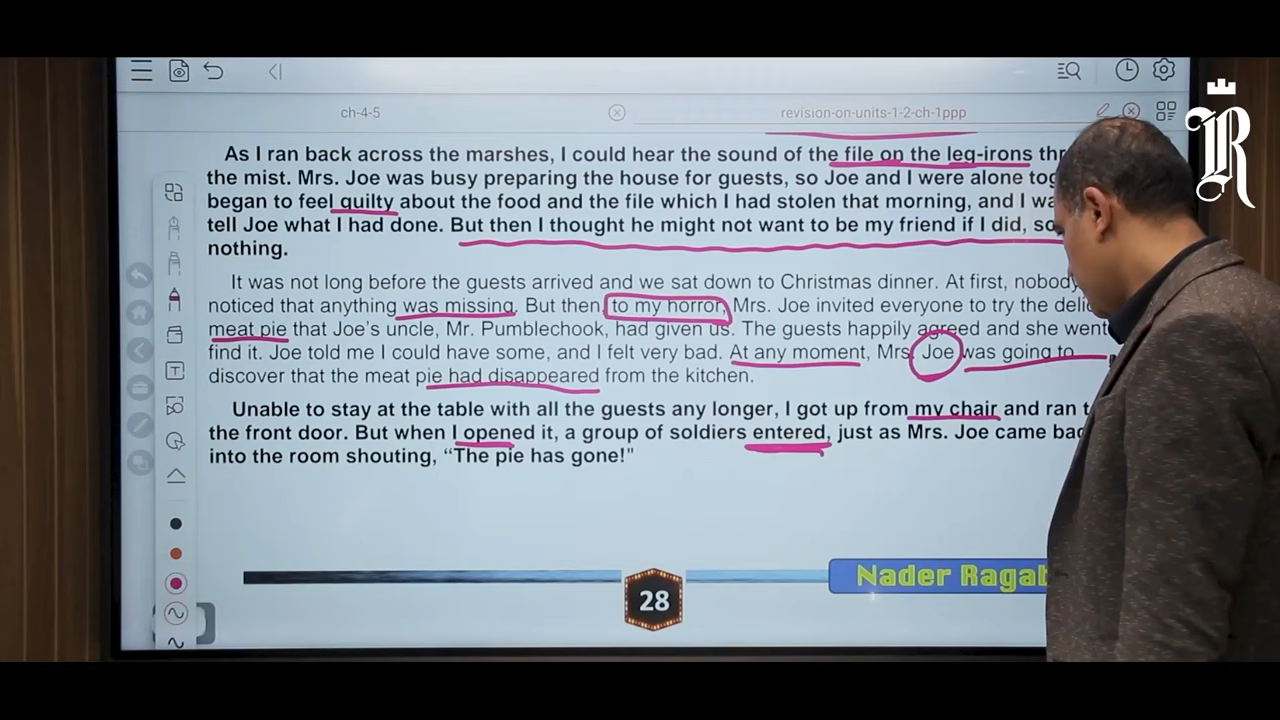 ch-4-5
revision-on-units-1-2-ch-1ppp
As I ran back across the marshes, I could hear the sound of the file on the leg-irons
the mist. Mrs. Joe was busy preparing the house for guests, so Joe and I were alone
began to feel guilty about the food and the file which I had stolen that morning, and I
tell Joe what I had done. But then I thought he might not want to be my friend if I did, so
nothing.
It was not long before the guests arrived and we sat down to Christmas dinner. At first, nobody
noticed that anything was missing. But then, to my horror, Mrs. Joe invited everyone to try the
meat pie that Joe's uncle, Mr. Pumblechook, had given us. The guests happily agreed and she went
find it. Joe told me I could have some, and I felt very bad. At any moment, Mrs. Joe was going to
discover that the meat pie had disappeared from the kitchen.
Unable to stay at the table with all the guests any longer, I got up from my chair and ran
the front door. But when I opened it, a group of soldiers entered, just as Mrs. Joe came
into the room shouting, “The pie has gone!"
28
Nader Ragab
R